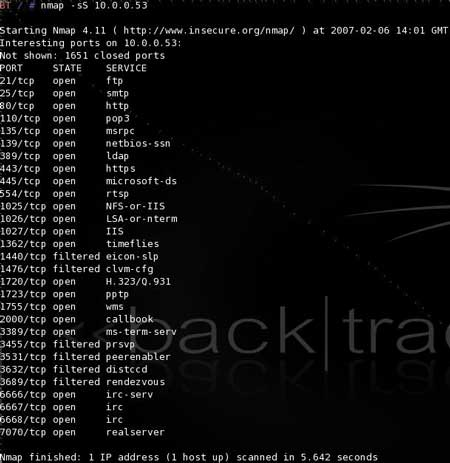 BT / # nmap -sS 10.0.0.53
Starting Nmap 4.11 ( http://www.insecure.org/nmap/ ) at 2007-02-06 14:01 GMT
Interesting ports on 10.0.0.53:
Not shown: 1651 closed ports
PORT STATE SERVICE
21/tcp open ftp
25/tcp open smtp
80/tcp open http
110/tcp open pop3
135/tcp open msrpc
139/tcp open netbios-ssn
389/tcp open ldap
443/tcp open https
445/tcp open microsoft-ds
554/tcp open rtsp
1025/tcp open NFS-or-IIS
1026/tcp open LSA-or-nterm
1027/tcp open IIS
1362/tcp open timeflies
1440/tcp filtered eicon-slp
1476/tcp filtered clvm-cfg
1720/tcp open H.323/Q.931
1723/tcp open pptp
1755/tcp open wms
2000/tcp open callbook
3389/tcp open ms-term-serv
3455/tcp filtered prsvp
3531/tcp filtered peerenabler
3632/tcp filtered distccd
3689/tcp filtered rendezvous
6666/tcp open irc-serv
6667/tcp open irc
6668/tcp open irc
7070/tcp open realserver
Nmap finished: 1 IP address (1 host up) scanned in 5.642 seconds
back|track